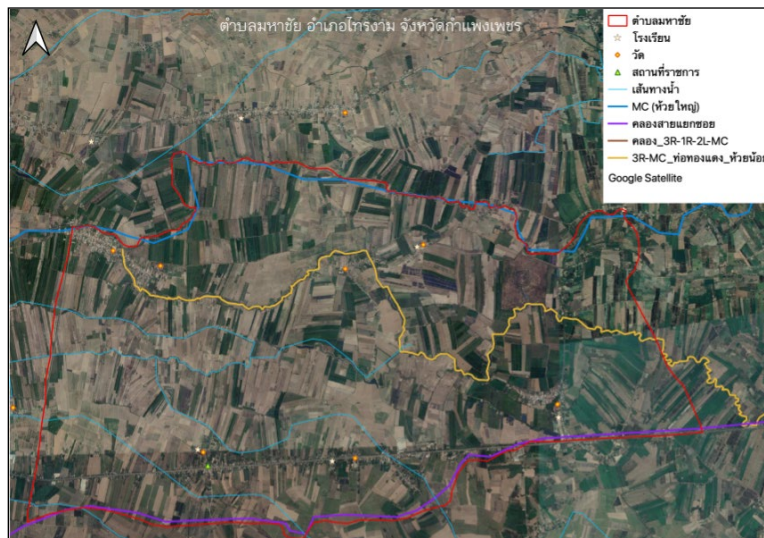 ตำบลมหาชัย อำเภอไทรงาม จังหวัดกำแพงเพชร
ตำบลมหาชัย
โรงเรียน
วัด
สถานที่ราชการ
เส้นทางน้ำ
MC (ห้วยใหญ่)
คลองสายแยกซอย
คลอง_3R-1R-2L-MC
3R-MC_ท่อทองแดง_ห้วยน้อย
Google Satellite